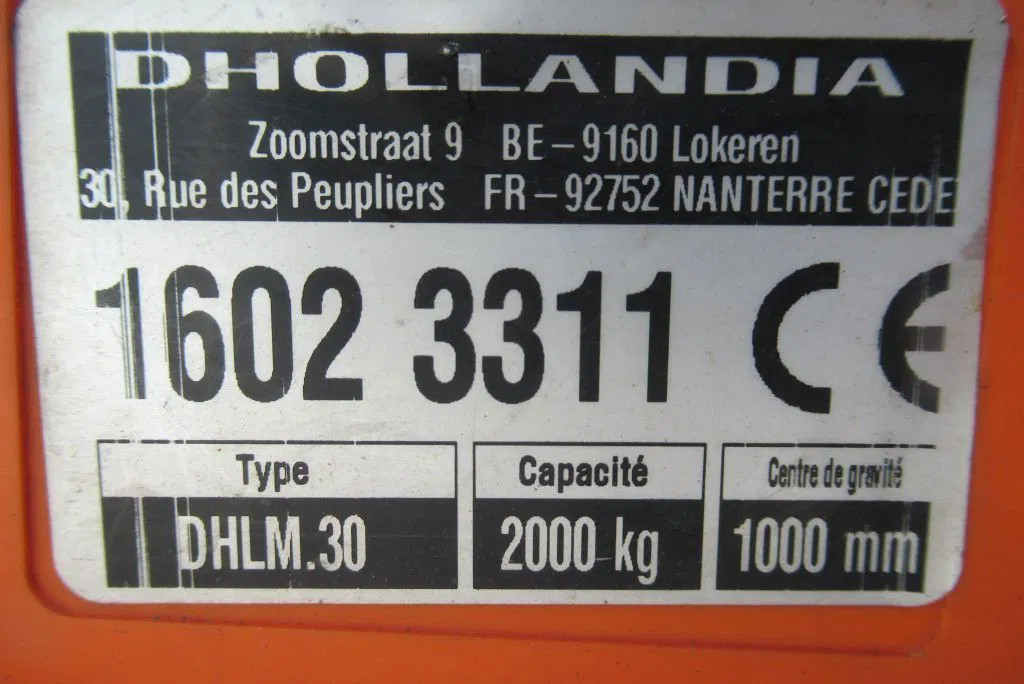 DHOLLANDIA
Zoomstraat 9 BE-9160 Lokeren
30, Rue des Peupliers FR-92752 NANTERRE CEDE
1602 3311 CE
Type Capacité Centre de gravité
DHLM.30 2000 kg 1000 mm